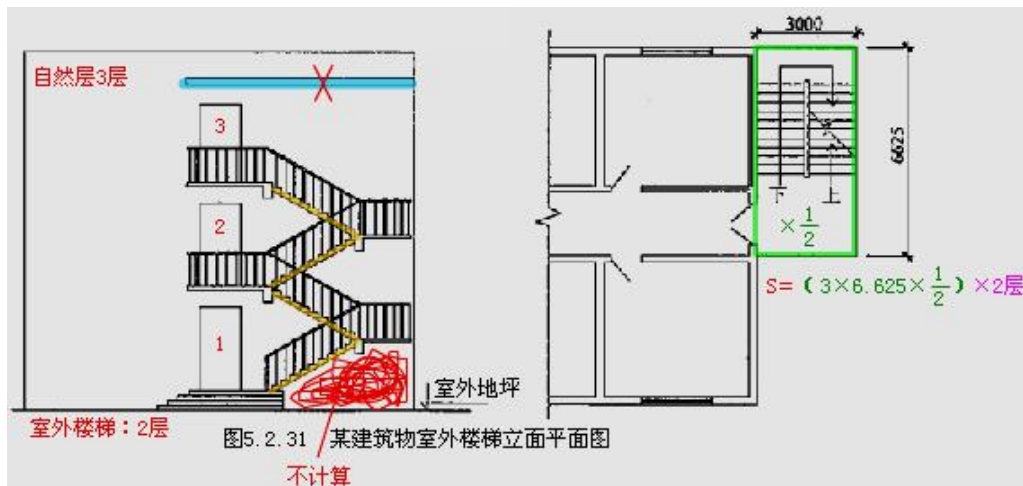 自然层3层
3
2
1
室外地坪
室外楼梯：2层
图5.2.31 某建筑物室外楼梯立面平面图
不计算
3000
6625
下 上
×1/2
S=（3×6.625×1/2）×2层